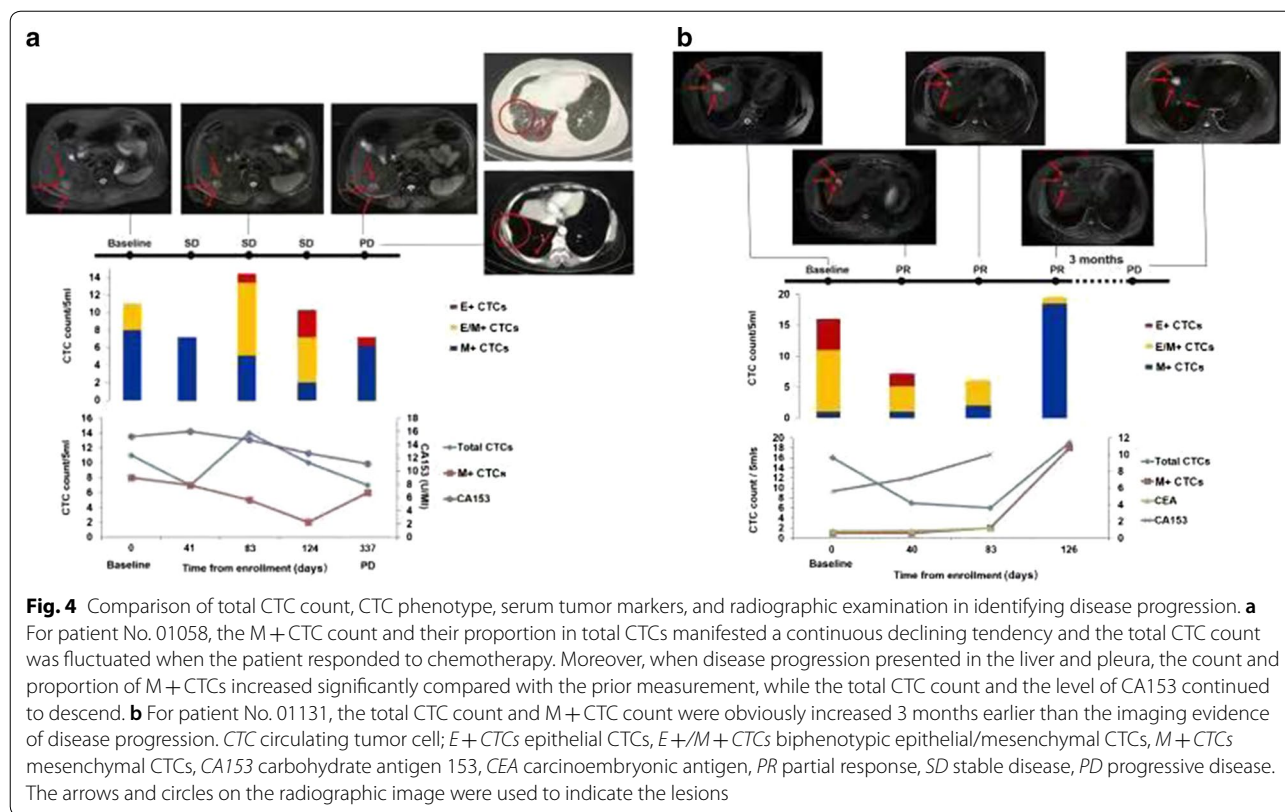 a
Baseline SD SD SD PD
CTC count/5ml
14
12
10
8
6
4
2
0
E+ CTCs
E/M+ CTCs
M+ CTCs
CTC count/5ml
16
14
12
10
8
6
4
2
0
18
16
14
12
10
8
6
4
2
0
CA153 (U/Ml)
Total CTCs
M+ CTCs
CA153
0 41 83 124 337
Baseline Time from enrollment (days) PD
b
3 months
Baseline PR PR PR PD
CTC count/5ml
20
15
10
5
0
E+ CTCs
E/M+ CTCs
M+ CTCs
CTC count / 5mls
20
18
16
14
12
10
8
6
4
2
0
12
10
8
6
4
2
0
Total CTCs
M+ CTCs
CEA
CA153
0 40 83 126
Baseline
Time from enrollment (days)
Fig. 4 Comparison of total CTC count, CTC phenotype, serum tumor markers, and radiographic examination in identifying disease progression. a
For patient No. 01058, the M + CTC count and their proportion in total CTCs manifested a continuous declining tendency and the total CTC count
was fluctuated when the patient responded to chemotherapy. Moreover, when disease progression presented in the liver and pleura, the count and
proportion of M + CTCs increased significantly compared with the prior measurement, while the total CTC count and the level of CA153 continued
to descend. b For patient No. 01131, the total CTC count and M + CTC count were obviously increased 3 months earlier than the imaging evidence
of disease progression. CTC circulating tumor cell; E + CTCs epithelial CTCs, E +/M + CTCs biphenotypic epithelial/mesenchymal CTCs, M + CTCs
mesenchymal CTCs, CA153 carbohydrate antigen 153, CEA carcinoembryonic antigen, PR partial response, SD stable disease, PD progressive disease.
The arrows and circles on the radiographic image were used to indicate the lesions